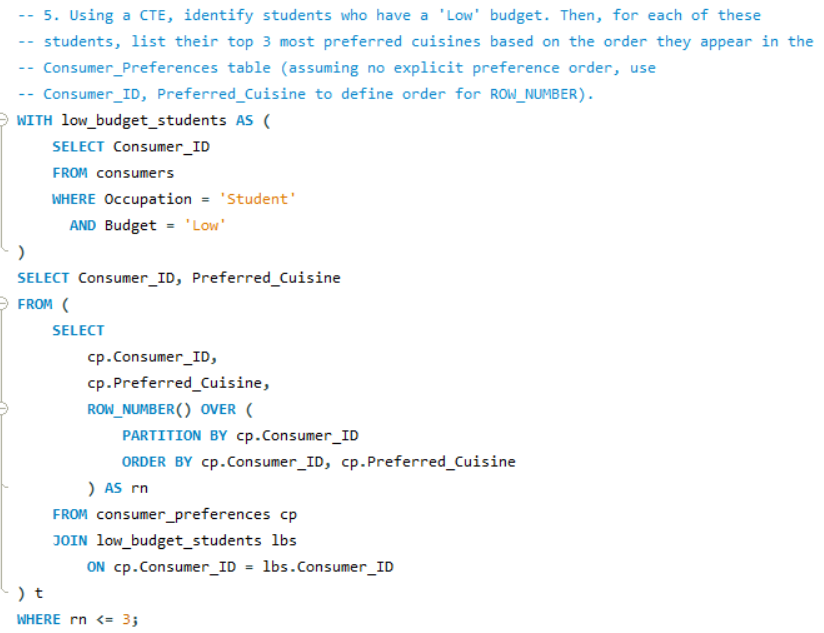 -- 5. Using a CTE, identify students who have a 'Low' budget. Then, for each of these
-- students, list their top 3 most preferred cuisines based on the order they appear in the
-- Consumer_Preferences table (assuming no explicit preference order, use
-- Consumer_ID, Preferred_Cuisine to define order for ROW_NUMBER).
WITH low_budget_students AS (
    SELECT Consumer_ID
    FROM consumers
    WHERE Occupation = 'Student'
      AND Budget = 'Low'
)
SELECT Consumer_ID, Preferred_Cuisine
FROM (
    SELECT
        cp.Consumer_ID,
        cp.Preferred_Cuisine,
        ROW_NUMBER() OVER (
            PARTITION BY cp.Consumer_ID
            ORDER BY cp.Consumer_ID, cp.Preferred_Cuisine
        ) AS rn
    FROM consumer_preferences cp
    JOIN low_budget_students lbs
        ON cp.Consumer_ID = lbs.Consumer_ID
) t
WHERE rn <= 3;